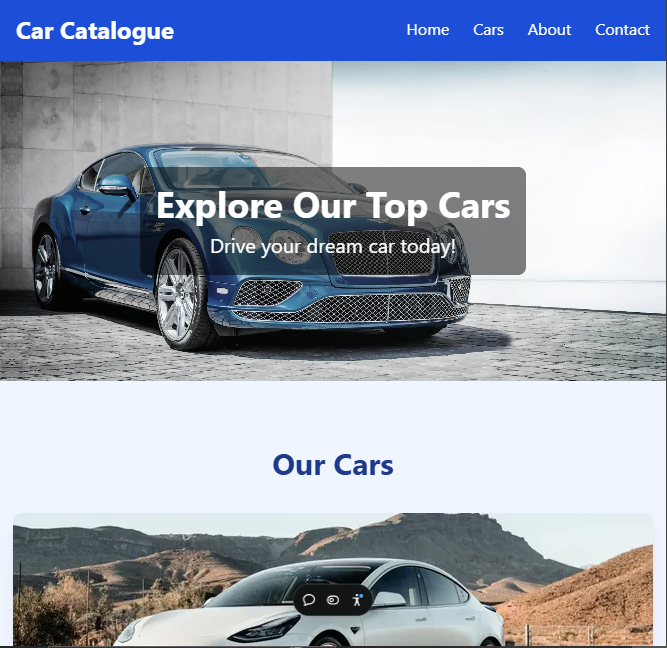 Car Catalogue
Home Cars About Contact
Explore Our Top Cars
Drive your dream car today!
Our Cars